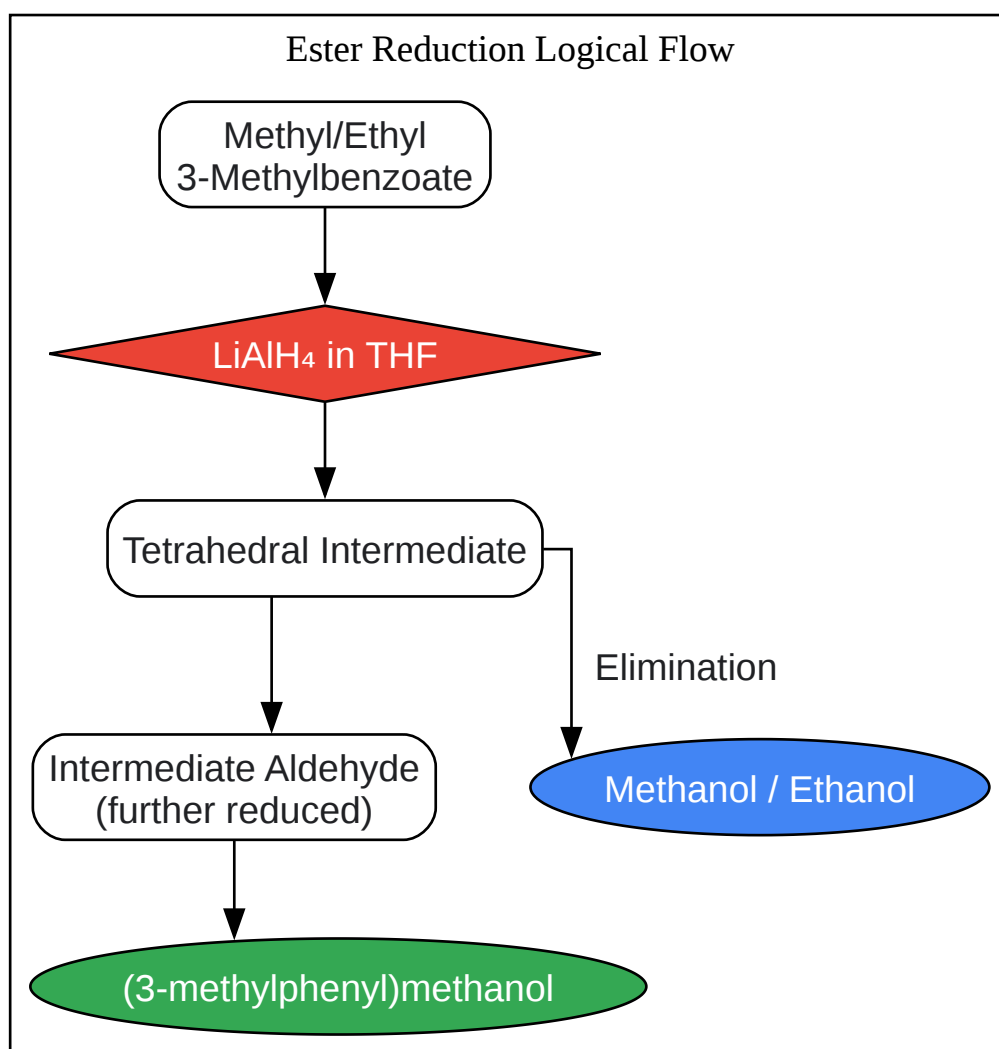 Ester Reduction Logical Flow
Methyl/Ethyl
3-Methylbenzoate
LiAlH₄ in THF
Tetrahedral Intermediate
Elimination
Intermediate Aldehyde
(further reduced)
Methanol / Ethanol
(3-methylphenyl)methanol